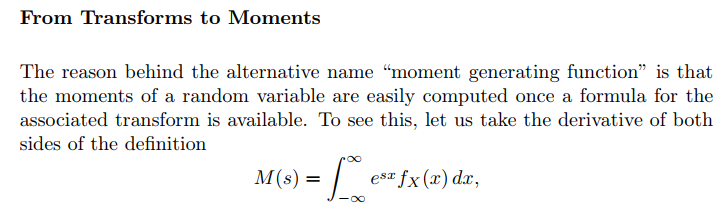 From Transforms to Moments
The reason behind the alternative name “moment generating function” is that
the moments of a random variable are easily computed once a formula for the
associated transform is available. To see this, let us take the derivative of both
sides of the definition
M(s) = ∫_{−∞}^{∞} e^{sx} f_X(x) dx,